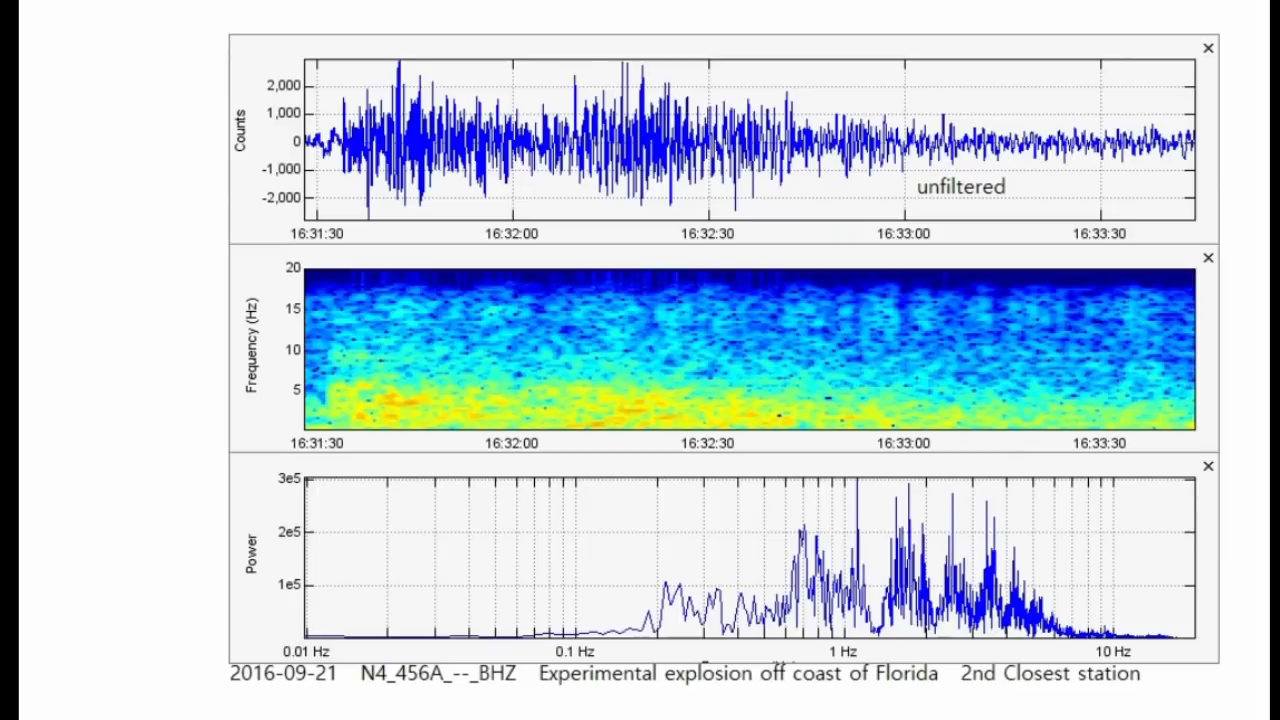 ×
Counts
2,000
1,000
0
-1,000
-2,000
unfiltered
16:31:30 16:32:00 16:32:30 16:33:00 16:33:30
×
Frequency (Hz)
20
15
10
5
16:31:30 16:32:00 16:32:30 16:33:00 16:33:30
×
Power
3e5
2e5
1e5
0.01 Hz 0.1 Hz 1 Hz 10 Hz
2016-09-21 N4_456A_--_BHZ Experimental explosion off coast of Florida 2nd Closest station